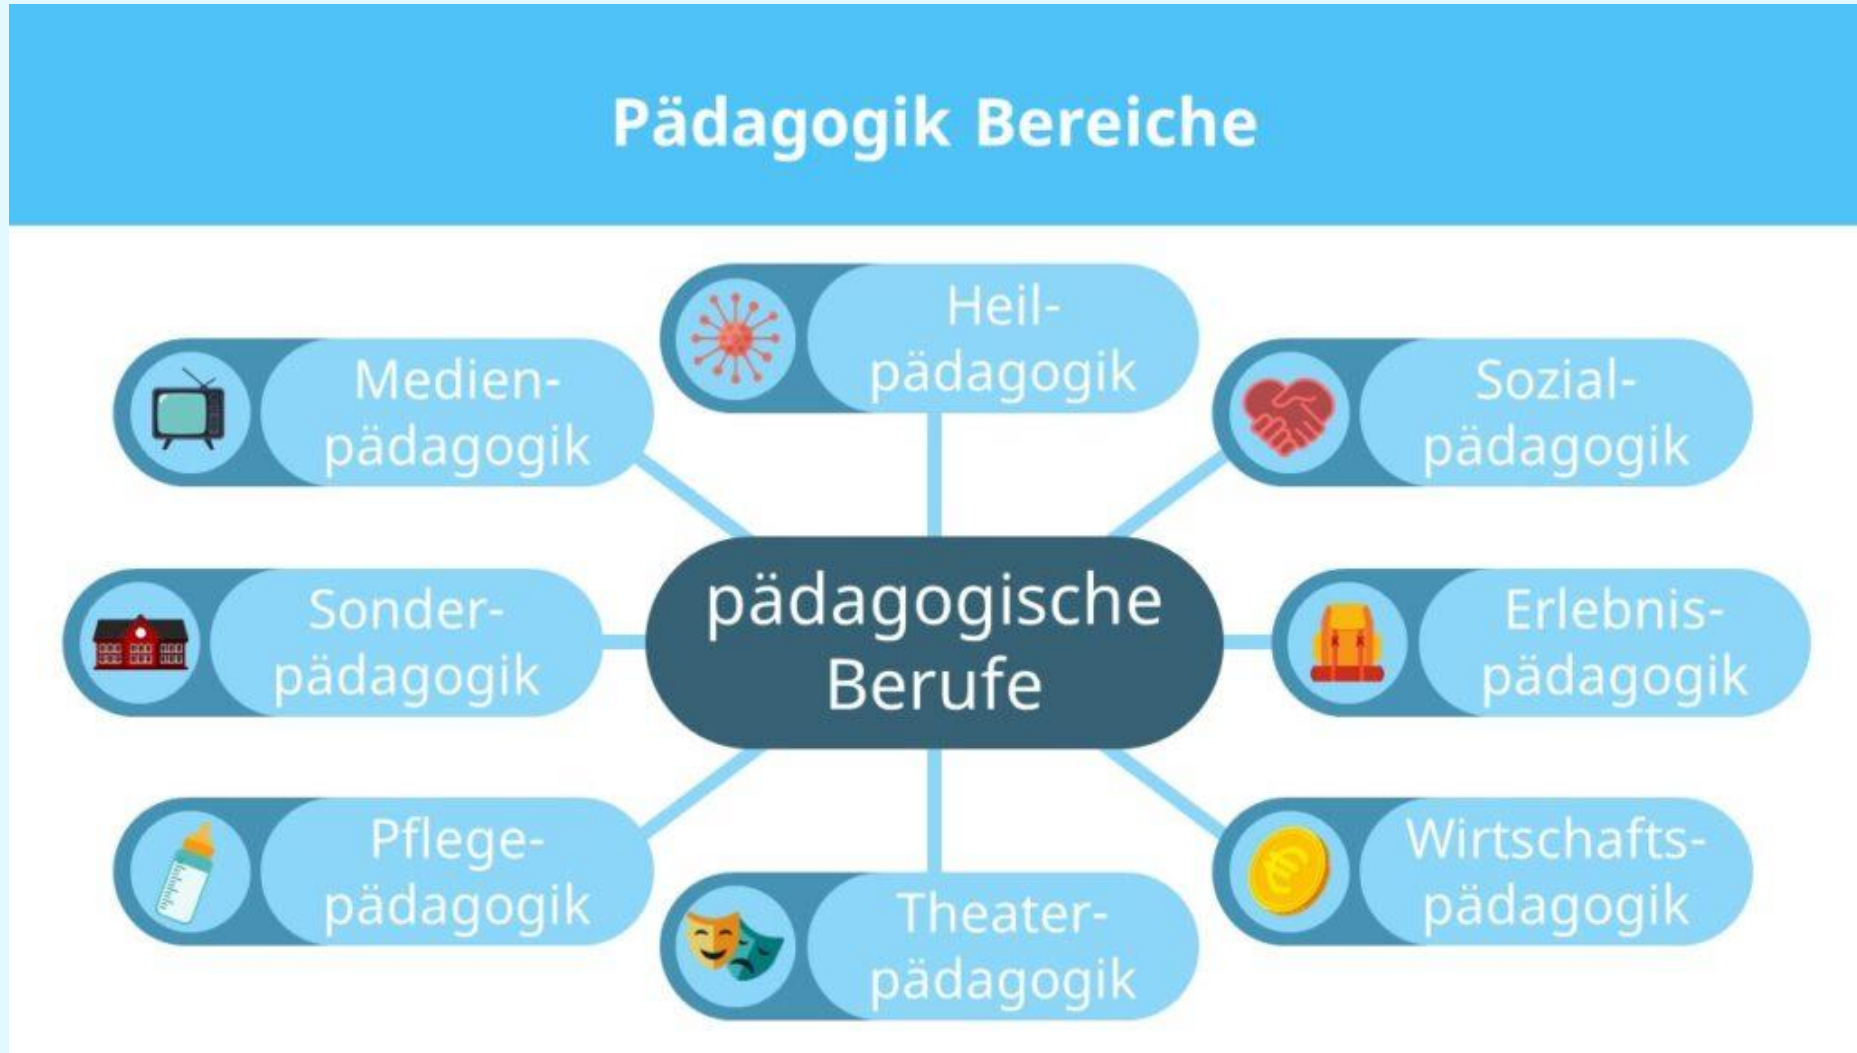 Pädagogik Bereiche
Heil-
pädagogik
Medien-
pädagogik
Sozial-
pädagogik
Sonder-
pädagogik
pädagogische
Berufe
Erlebnis-
pädagogik
Pflege-
pädagogik
Theater-
pädagogik
Wirtschafts-
pädagogik